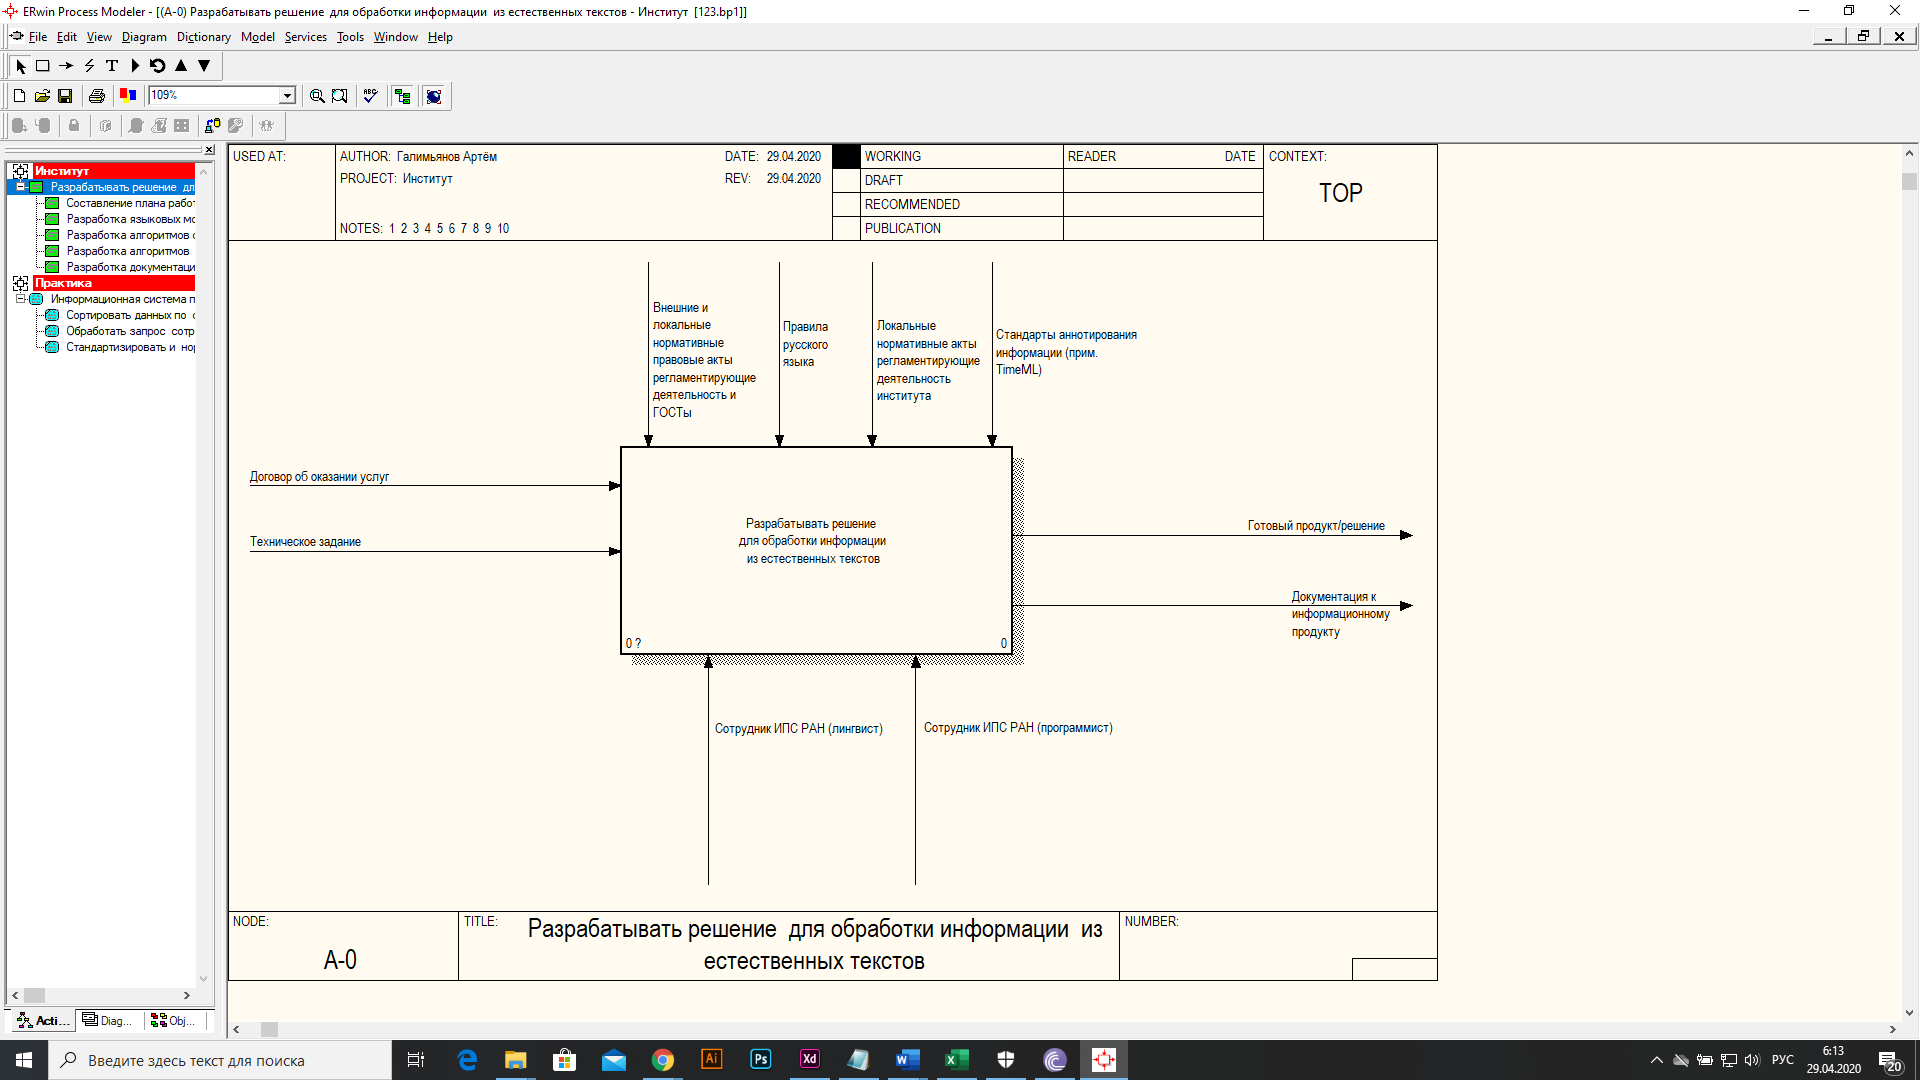 ERwin Process Modeler - [(A-0) Разрабатывать решение  для обработки информации  из естественных текстов - Институт  [123.bp1]]
File Edit View Diagram Dictionary Model Services Tools Window Help
109%
Институт
Разрабатывать решение  дл
Составление плана работ
Разработка языковых мо
Разработка алгоритмов с
Разработка алгоритмов
Разработка документаци
Практика
Информационная система п
Сортировать данных по  с
Обработать запрос  сотр
Стандартизировать и  нор
Acti... Diag... Obj...
USED AT:
AUTHOR:  Галимьянов Артём
DATE: 29.04.2020
PROJECT:  Институт
REV: 29.04.2020
NOTES:  1  2  3  4  5  6  7  8  9  10
WORKING
DRAFT
RECOMMENDED
PUBLICATION
READER DATE
CONTEXT:
TOP
Внешние и
локальные
нормативные
правовые акты
регламентирующие
деятельность и
ГОСТы
Правила
русского
языка
Локальные
нормативные акты
регламентирующие
деятельность
института
Стандарты аннотирования
информации (прим.
TimeML)
Договор об оказании услуг
Техническое задание
Разрабатывать решение
для обработки информации
из естественных текстов
0 ?
0
Готовый продукт/решение
Документация к
информационному
продукту
Сотрудник ИПС РАН (лингвист)
Сотрудник ИПС РАН (программист)
NODE:
A-0
TITLE:
Разрабатывать решение  для обработки информации  из
естественных текстов
NUMBER:
Введите здесь текст для поиска
Ai
Ps
Xd
РУС
6:13
29.04.2020
20